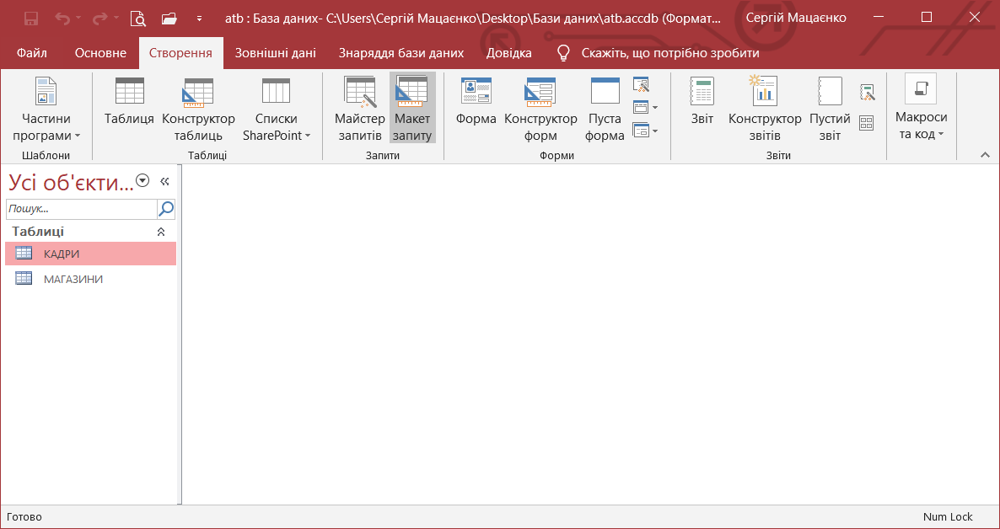 atb : База даних- C:\Users\Сергій Мацаєнко\Desktop\Бази даних\atb.accdb (Формат...
Сергій Мацаєнко
Файл Основне Створення Зовнішні дані Знаряддя бази даних Довідка Скажіть, що потрібно зробити
Частини програми
Таблиця
Конструктор таблиць
Списки SharePoint
Майстер запитів
Макет запиту
Форма
Конструктор форм
Пуста форма
Звіт
Конструктор звітів
Пустий звіт
Макроси та код
Шаблони
Таблиці
Запити
Форми
Звіти
Усі об'єкти...
Пошук...
Таблиці
КАДРИ
МАГАЗИНИ
Готово
Num Lock